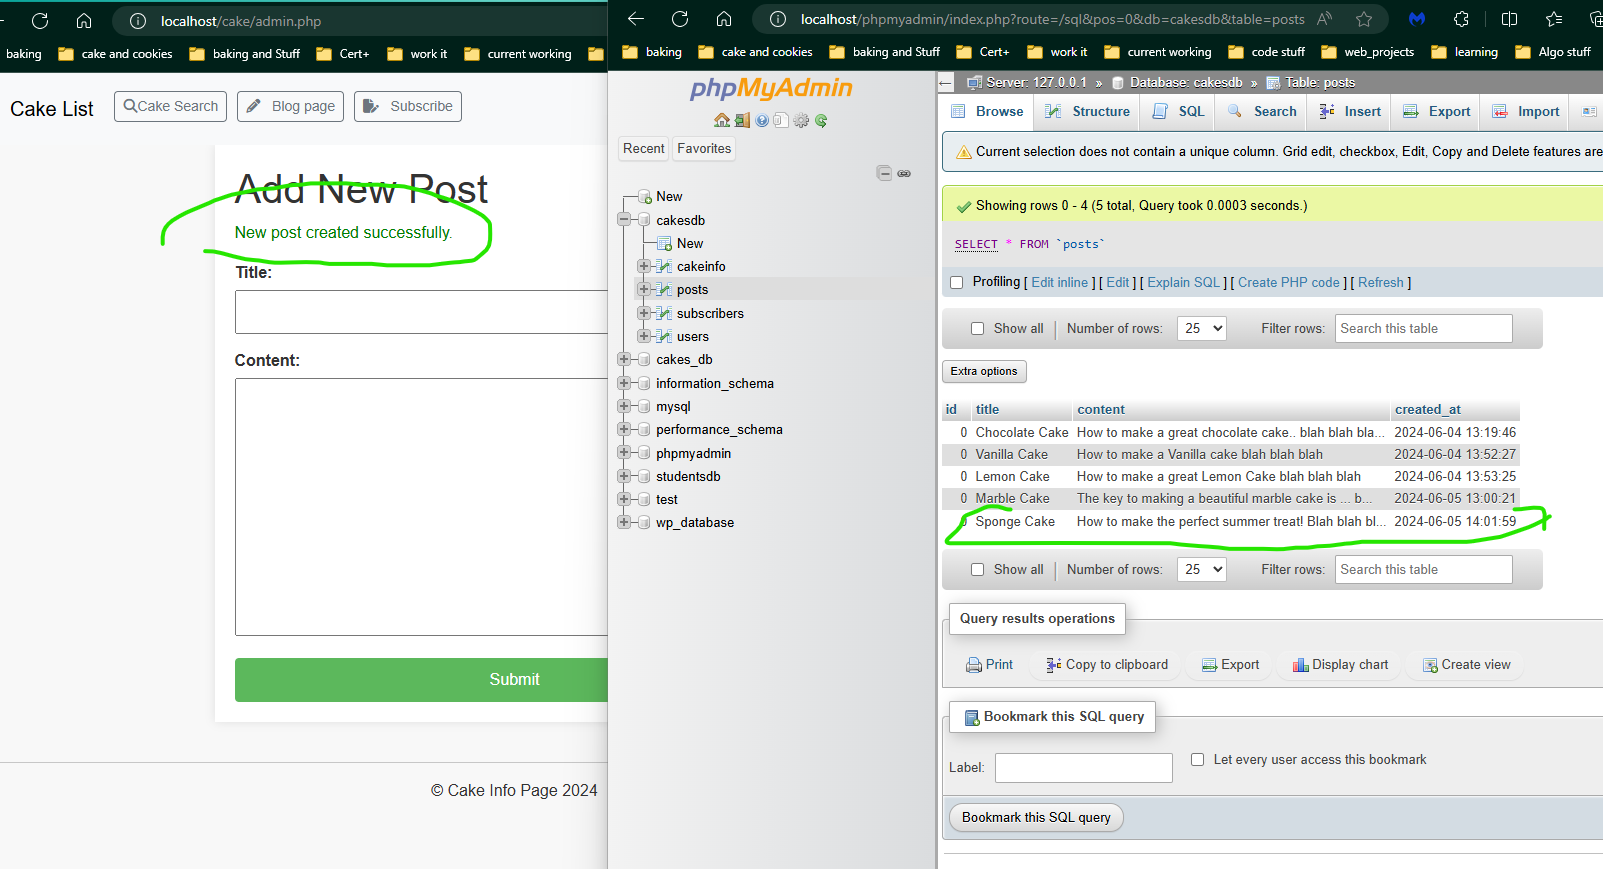 localhost/cake/admin.php
baking cake and cookies baking and Stuff Cert+ work it current working
Cake List Cake Search Blog page Subscribe
Add New Post
New post created successfully.
Title:
Content:
Submit
© Cake Info Page 2024
localhost/phpmyadmin/index.php?route=/sql&pos=0&db=cakesdb&table=posts
baking cake and cookies baking and Stuff Cert+ work it current working code stuff web_projects learning Algo stuff
phpMyAdmin
Recent Favorites
New
cakesdb
New
cakeinfo
posts
subscribers
users
cakes_db
information_schema
mysql
performance_schema
phpmyadmin
studentsdb
test
wp_database
Server: 127.0.0.1 » Database: cakesdb » Table: posts
Browse Structure SQL Search Insert Export Import
Current selection does not contain a unique column. Grid edit, checkbox, Edit, Copy and Delete features are
Showing rows 0 - 4 (5 total, Query took 0.0003 seconds.)
SELECT * FROM `posts`
Profiling [ Edit inline ] [ Edit ] [ Explain SQL ] [ Create PHP code ] [ Refresh ]
Show all Number of rows: 25 Filter rows: Search this table
Extra options
id title content created_at
0 Chocolate Cake How to make a great chocolate cake.. blah blah bla... 2024-06-04 13:19:46
0 Vanilla Cake How to make a Vanilla cake blah blah blah 2024-06-04 13:52:27
0 Lemon Cake How to make a great Lemon Cake blah blah blah 2024-06-04 13:53:25
0 Marble Cake The key to making a beautiful marble cake is ... b... 2024-06-05 13:00:21
0 Sponge Cake How to make the perfect summer treat! Blah blah bl... 2024-06-05 14:01:59
Show all Number of rows: 25 Filter rows: Search this table
Query results operations
Print Copy to clipboard Export Display chart Create view
Bookmark this SQL query
Label: Let every user access this bookmark
Bookmark this SQL query